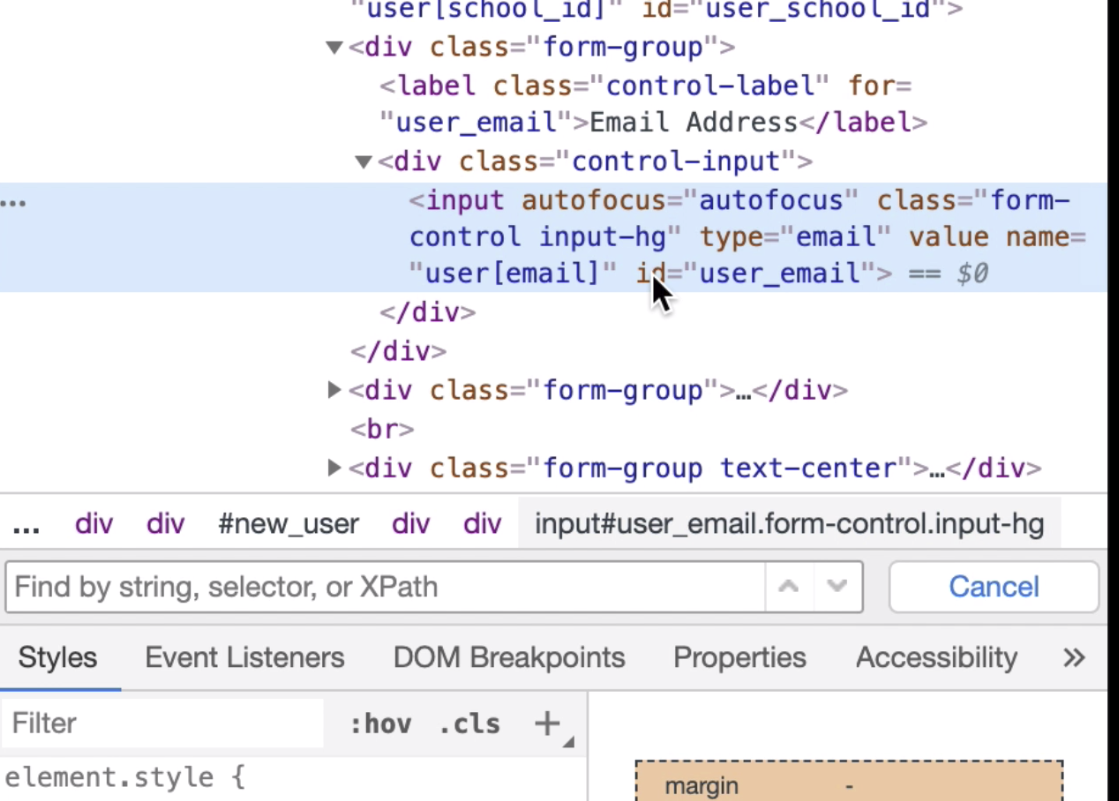 "user[school_id]" id="user_school_id">
▼<div class="form-group">
<label class="control-label" for=
"user_email">Email Address</label>
▼<div class="control-input">
… <input autofocus="autofocus" class="form-
control input-hg" type="email" value name=
"user[email]" id="user_email"> == $0
</div>
</div>
▶<div class="form-group">…</div>
<br>
▶<div class="form-group text-center">…</div>
… div div #new_user div div input#user_email.form-control.input-hg
Find by string, selector, or XPath Cancel
Styles Event Listeners DOM Breakpoints Properties Accessibility »
Filter :hov .cls +
element.style {
margin -